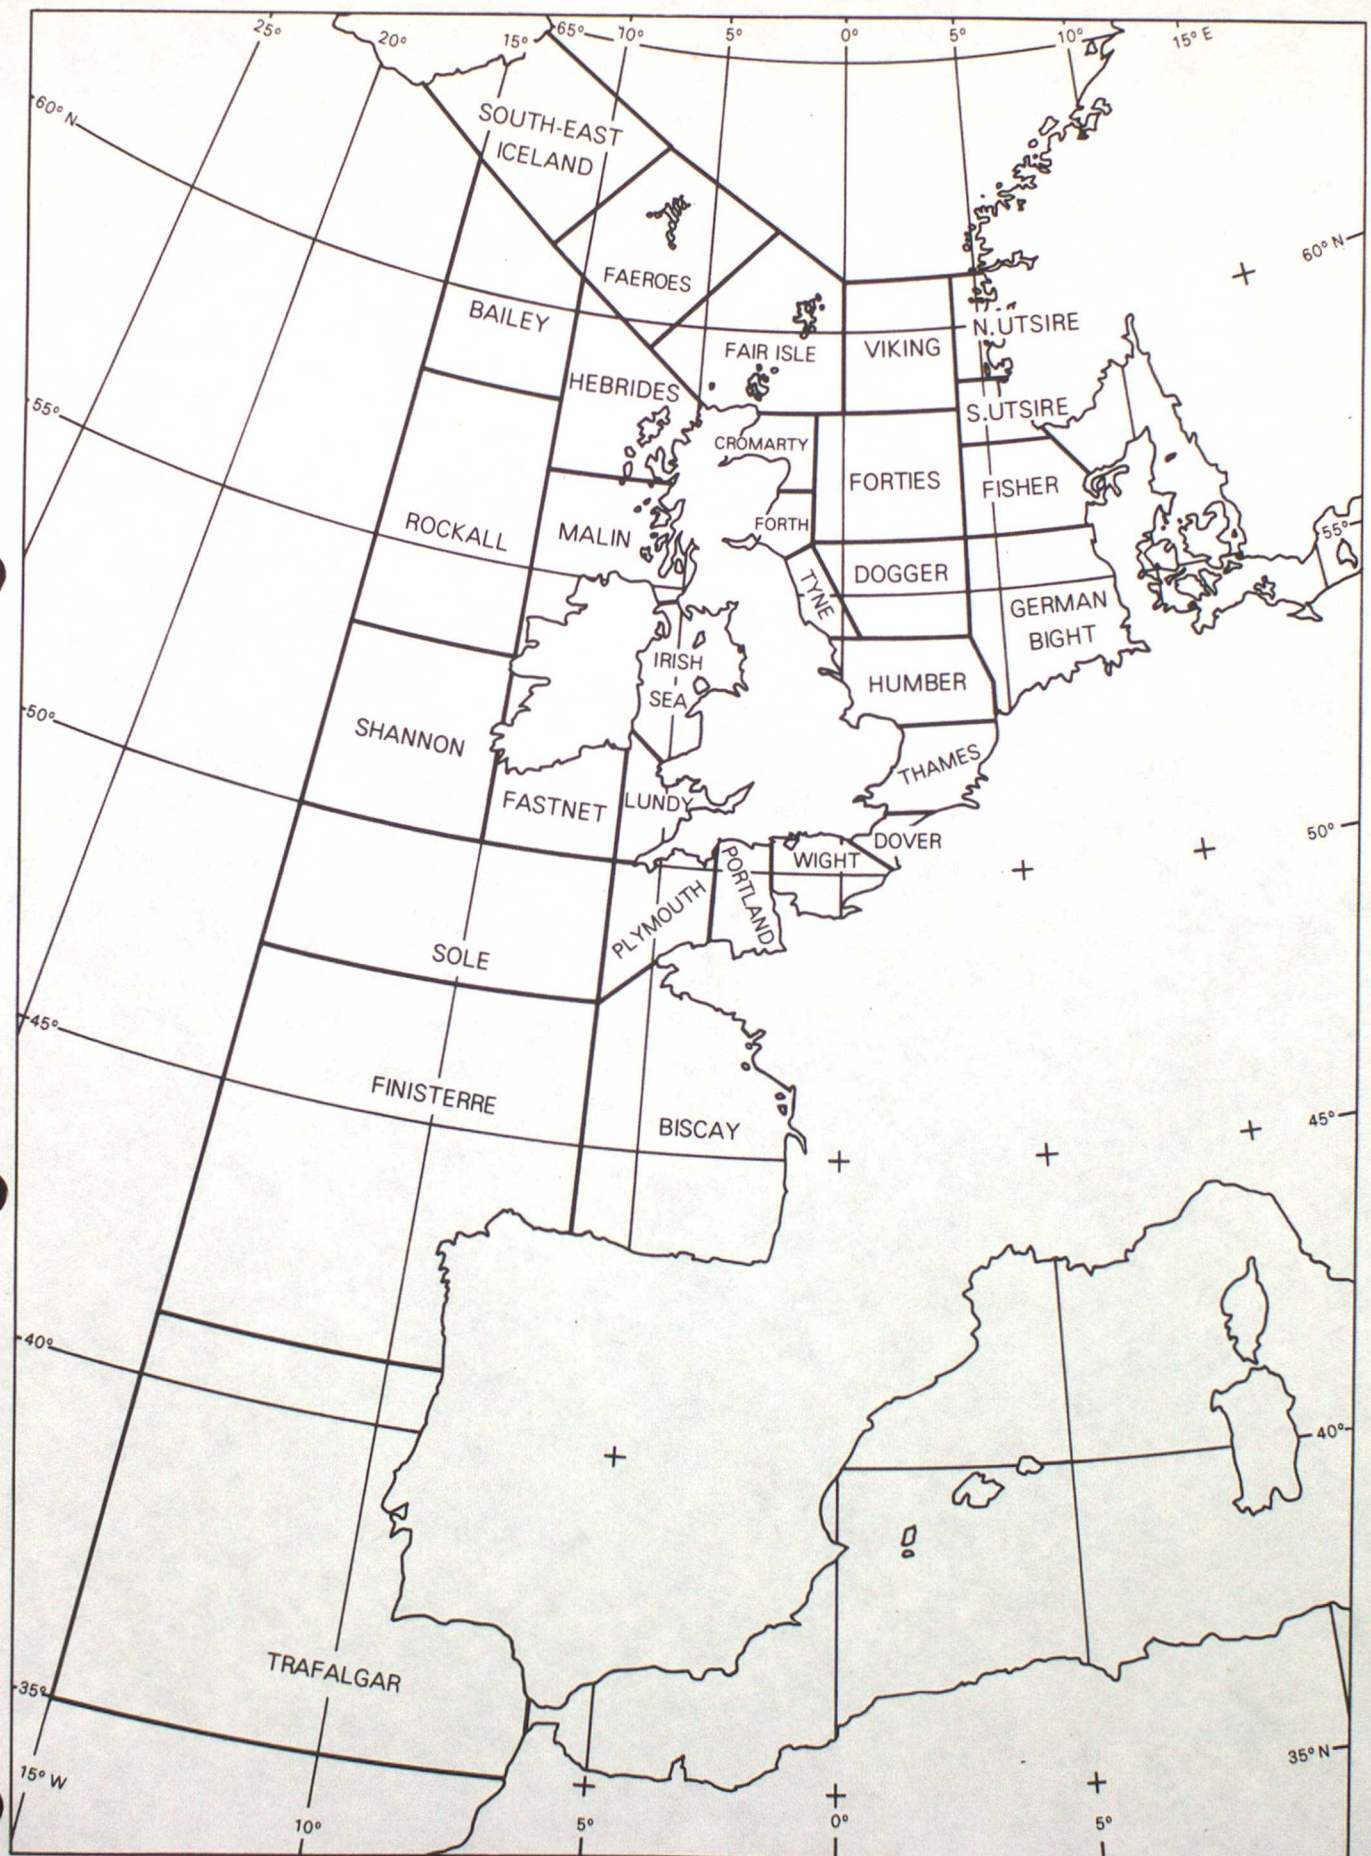 25°
20°
15°
65°
10°
5°
0°
5°
10°
15° E
60° N
SOUTH-EAST
ICELAND
60° N
FAEROES
BAILEY
N.UTSIRE
FAIR ISLE
VIKING
HEBRIDES
55°
S.UTSIRE
CROMARTY
FORTIES
FISHER
ROCKALL
MALIN
FORTH
55°
DOGGER
TYNE
GERMAN
BIGHT
IRISH
SEA
HUMBER
50°
SHANNON
THAMES
FASTNET
LUNDY
50°
DOVER
WIGHT
PORTLAND
PLYMOUTH
SOLE
45°
FINISTERRE
BISCAY
45°
40°
40°
TRAFALGAR
35°
35° N
15° W
10°
5°
0°
5°